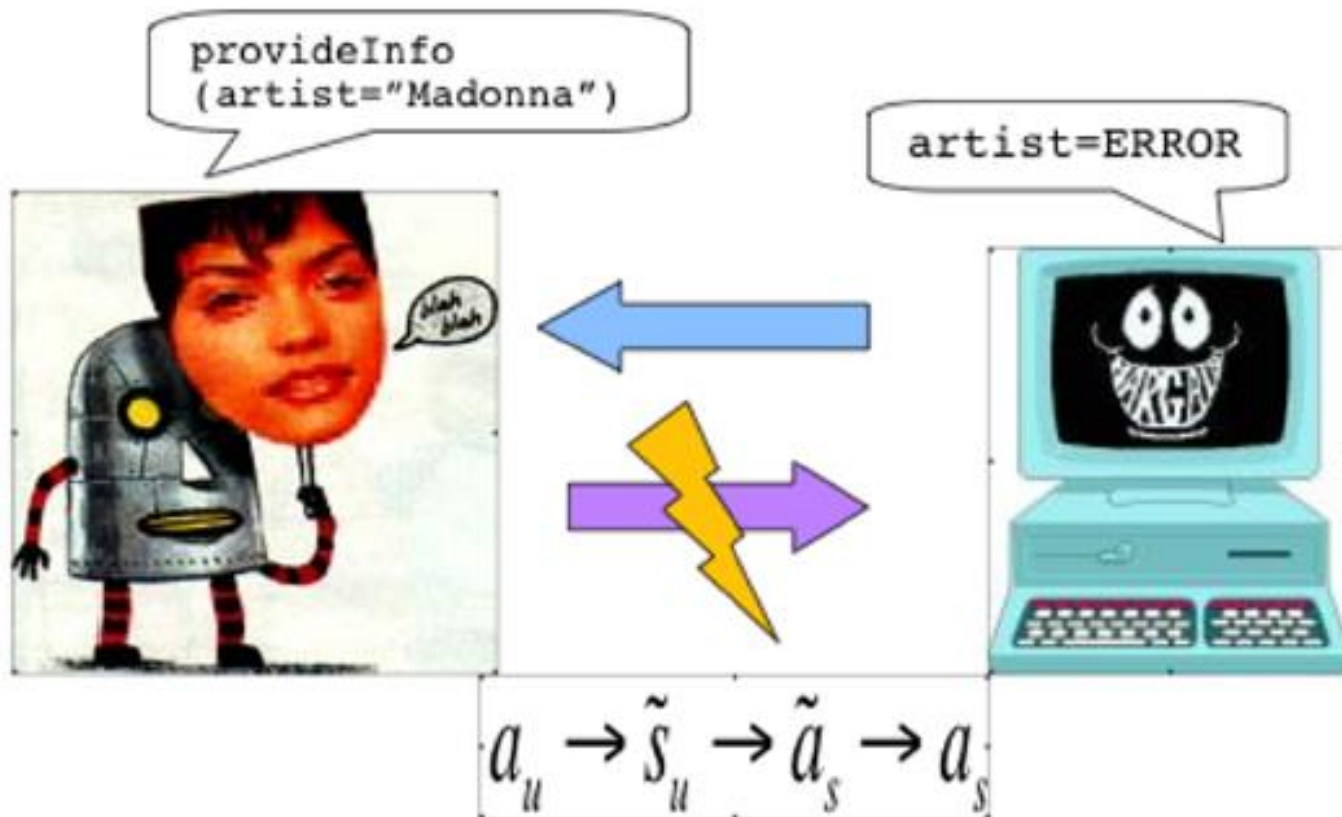 provideInfo
(artist="Madonna")
artist=ERROR
blah
blah
a_u → s̃_u → ã_s → a_s